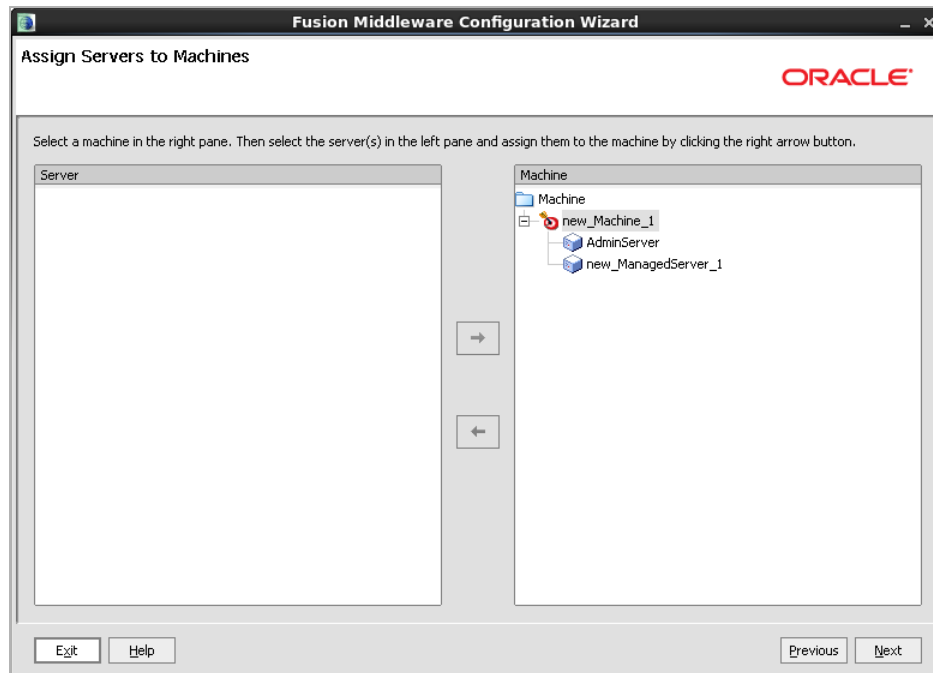 Fusion Middleware Configuration Wizard
Assign Servers to Machines
ORACLE
Select a machine in the right pane. Then select the server(s) in the left pane and assign them to the machine by clicking the right arrow button.
Server
Machine
Machine
new_Machine_1
AdminServer
new_ManagedServer_1
Exit
Help
Previous
Next